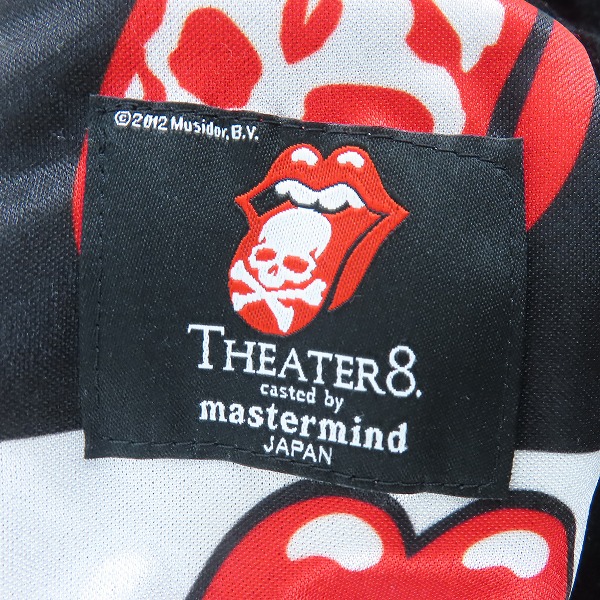 ©2012 Musidor, B.V.
THEATER8.
casted by
mastermind
JAPAN